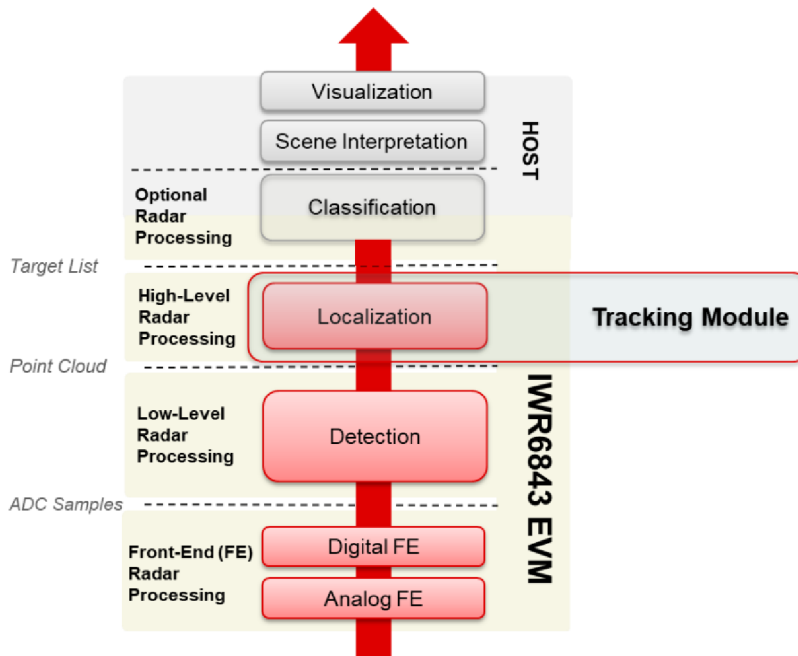 Visualization
Scene Interpretation
HOST
Optional
Radar
Processing
Classification
Target List
High-Level
Radar
Processing
Localization
Tracking Module
Point Cloud
Low-Level
Radar
Processing
Detection
IWR6843 EVM
ADC Samples
Front-End (FE)
Radar
Processing
Digital FE
Analog FE